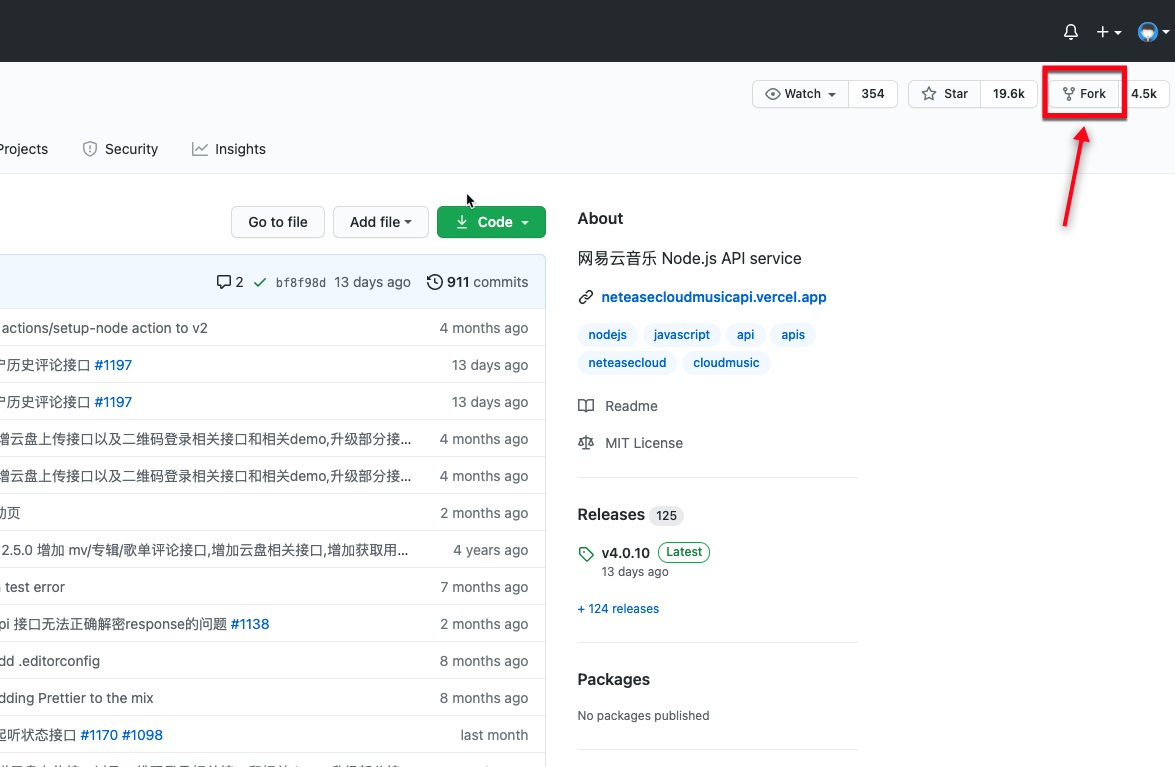 Watch 354 Star 19.6k Fork 4.5k
Projects Security Insights
Go to file Add file Code
About
网易云音乐 Node.js API service
2 bf8f98d 13 days ago 911 commits
neteasecloudmusicapi.vercel.app
actions/setup-node action to v2 4 months ago
nodejs javascript api apis
历史评论接口 #1197 13 days ago
neteasecloud cloudmusic
历史评论接口 #1197 13 days ago
Readme
增云盘上传接口以及二维码登录相关接口和相关demo,升级部分接... 4 months ago
MIT License
增云盘上传接口以及二维码登录相关接口和相关demo,升级部分接... 4 months ago
页 2 months ago
Releases 125
2.5.0 增加 mv/专辑/歌单评论接口,增加云盘相关接口,增加获取用... 4 years ago
v4.0.10 Latest
13 days ago
test error 7 months ago
+ 124 releases
pi 接口无法正确解密response的问题 #1138 2 months ago
dd .editorconfig 8 months ago
Packages
dding Prettier to the mix 8 months ago
No packages published
听状态接口 #1170 #1098 last month